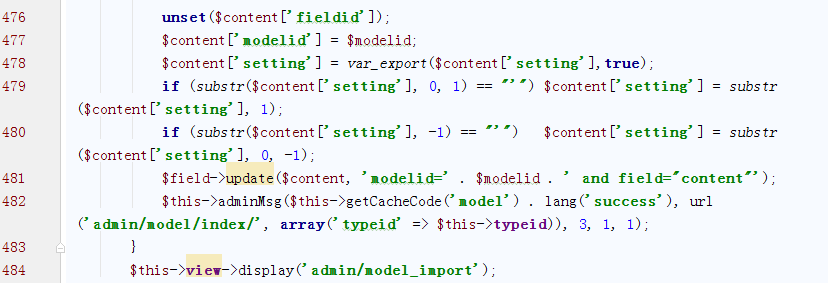 476 unset($content['fieldid']);
477 $content['modelid'] = $modelid;
478 $content['setting'] = var_export($content['setting'],true);
479 if (substr($content['setting'], 0, 1) == "'") $content['setting'] = substr
($content['setting'], 1);
480 if (substr($content['setting'], -1) == "'") $content['setting'] = substr
($content['setting'], 0, -1);
481 $field->update($content, 'modelid=' . $modelid . ' and field="content"');
482 $this->adminMsg($this->getCacheCode('model') . lang('success'), url
('admin/model/index/', array('typeid' => $this->typeid)), 3, 1, 1);
483 }
484 $this->view->display('admin/model_import');